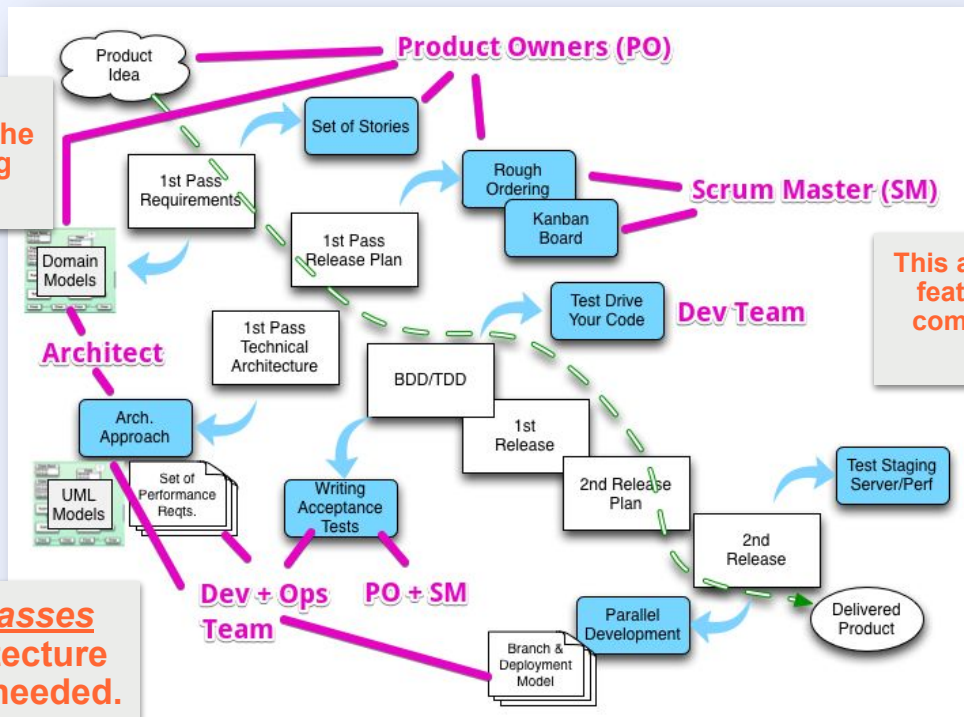 Product
Idea
Product Owners (PO)
he
g
Set of Stories
1st Pass
Requirements
Rough
Ordering
Scrum Master (SM)
Kanban
Board
1st Pass
Release Plan
Domain
Models
This a
feat
com
Test Drive
Your Code
Dev Team
1st Pass
Technical
Architecture
Architect
BDD/TDD
Arch.
Approach
1st
Release
Set of
Performance
Reqts.
UML
Models
Writing
Acceptance
Tests
2nd Release
Plan
Test Staging
Server/Perf
2nd
Release
Dev + Ops
Team
PO + SM
Parallel
Development
Delivered
Product
Branch &
Deployment
Model
asses
tecture
needed.